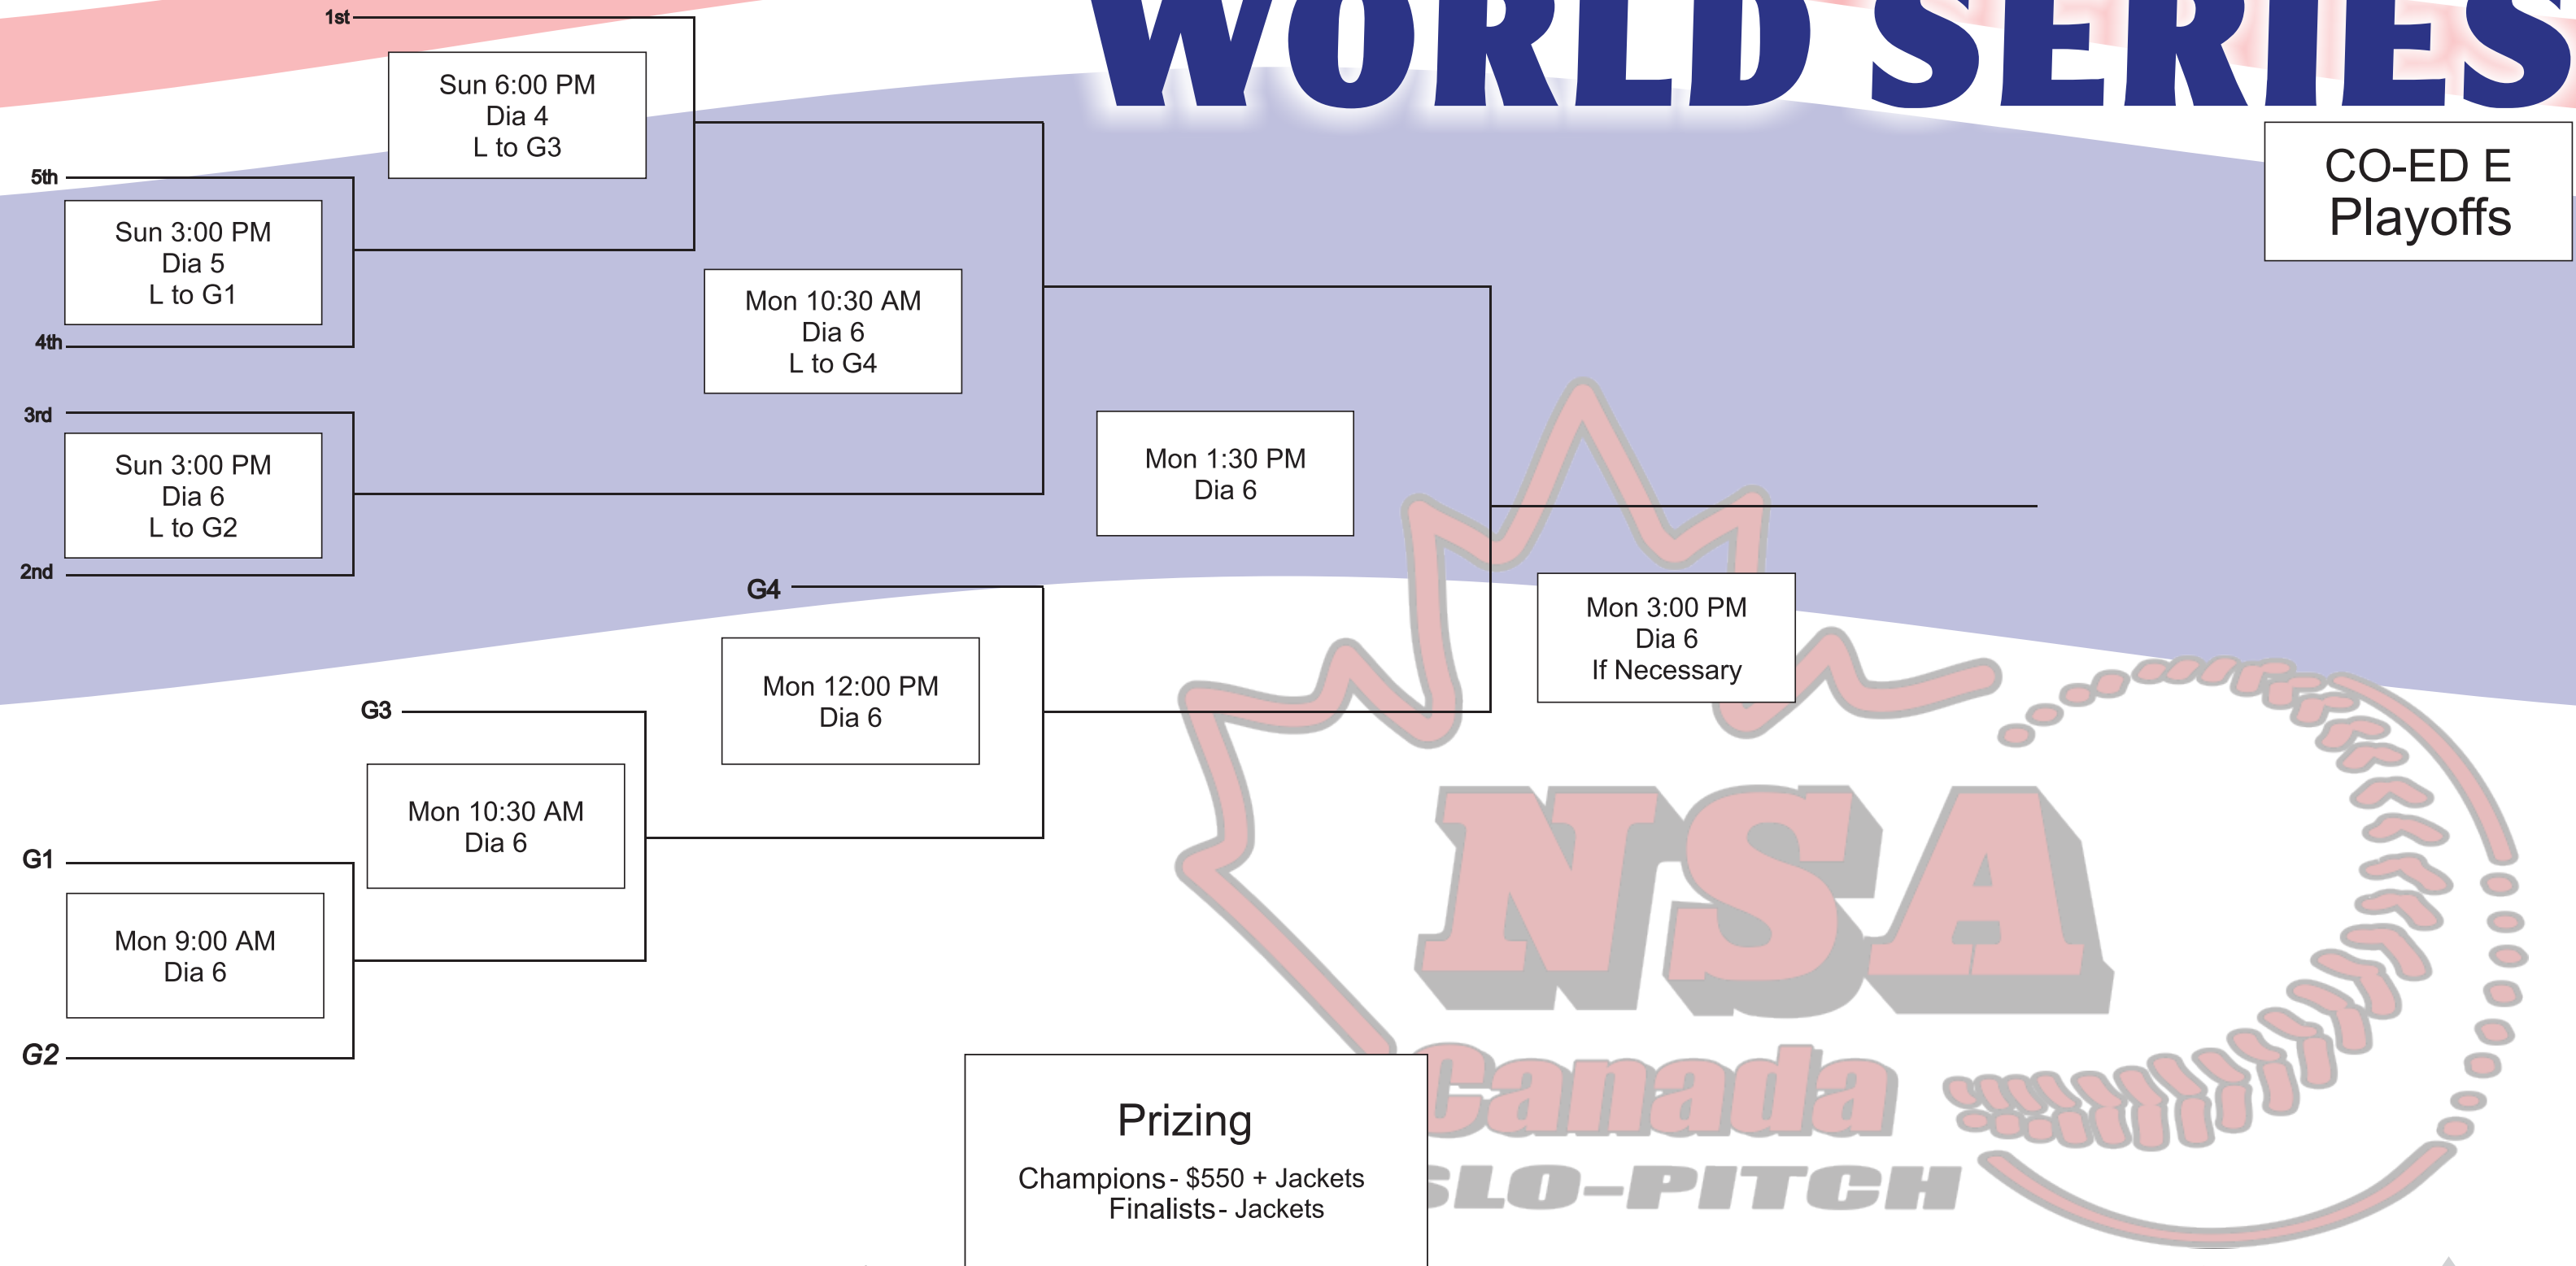 WORLD SERIES
CO-ED E
Playoffs
1st
Sun 6:00 PM
Dia 4
L to G3
5th
Sun 3:00 PM
Dia 5
L to G1
4th
Mon 10:30 AM
Dia 6
L to G4
3rd
Sun 3:00 PM
Dia 6
L to G2
2nd
Mon 1:30 PM
Dia 6
G4
Mon 3:00 PM
Dia 6
If Necessary
Mon 12:00 PM
Dia 6
G3
Mon 10:30 AM
Dia 6
G1
Mon 9:00 AM
Dia 6
G2
NSA
Canada
SLO-PITCH
Prizing
Champions - $550 + Jackets
Finalists - Jackets